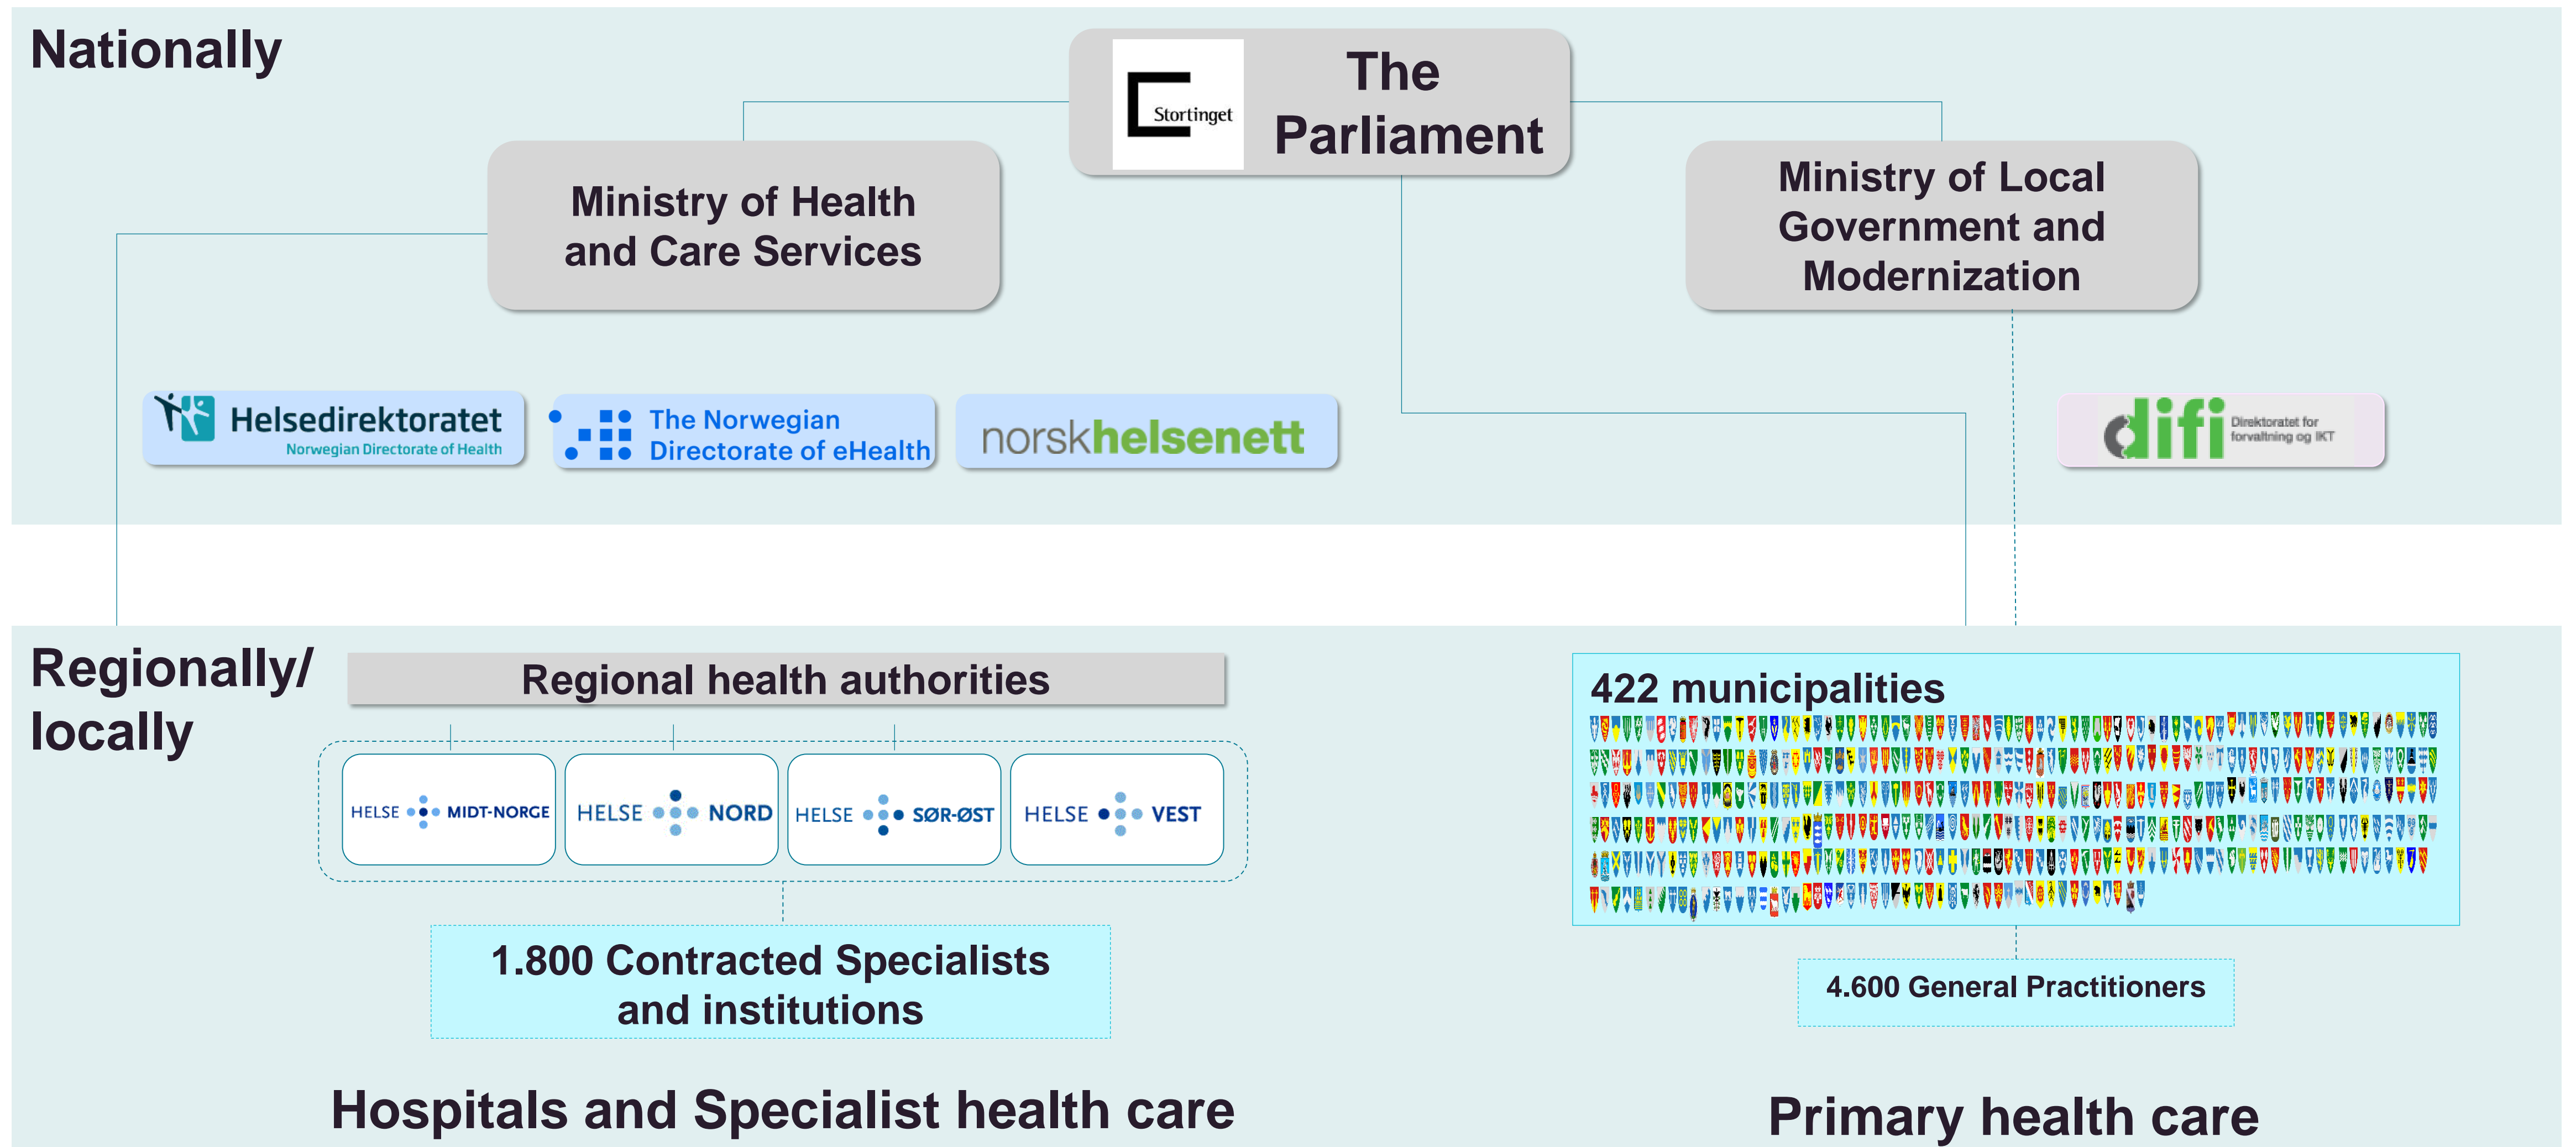 Nationally
Stortinget
The
Parliament
Ministry of Health
and Care Services
Ministry of Local
Government and
Modernization
Helsedirektoratet
Norwegian Directorate of Health
The Norwegian
Directorate of eHealth
norskhelsenett
difi
Direktoratet for
forvaltning og IKT
Regionally/
locally
Regional health authorities
HELSE MIDT-NORGE
HELSE NORD
HELSE SØR-ØST
HELSE VEST
1.800 Contracted Specialists
and institutions
422 municipalities
4.600 General Practitioners
Hospitals and Specialist health care
Primary health care